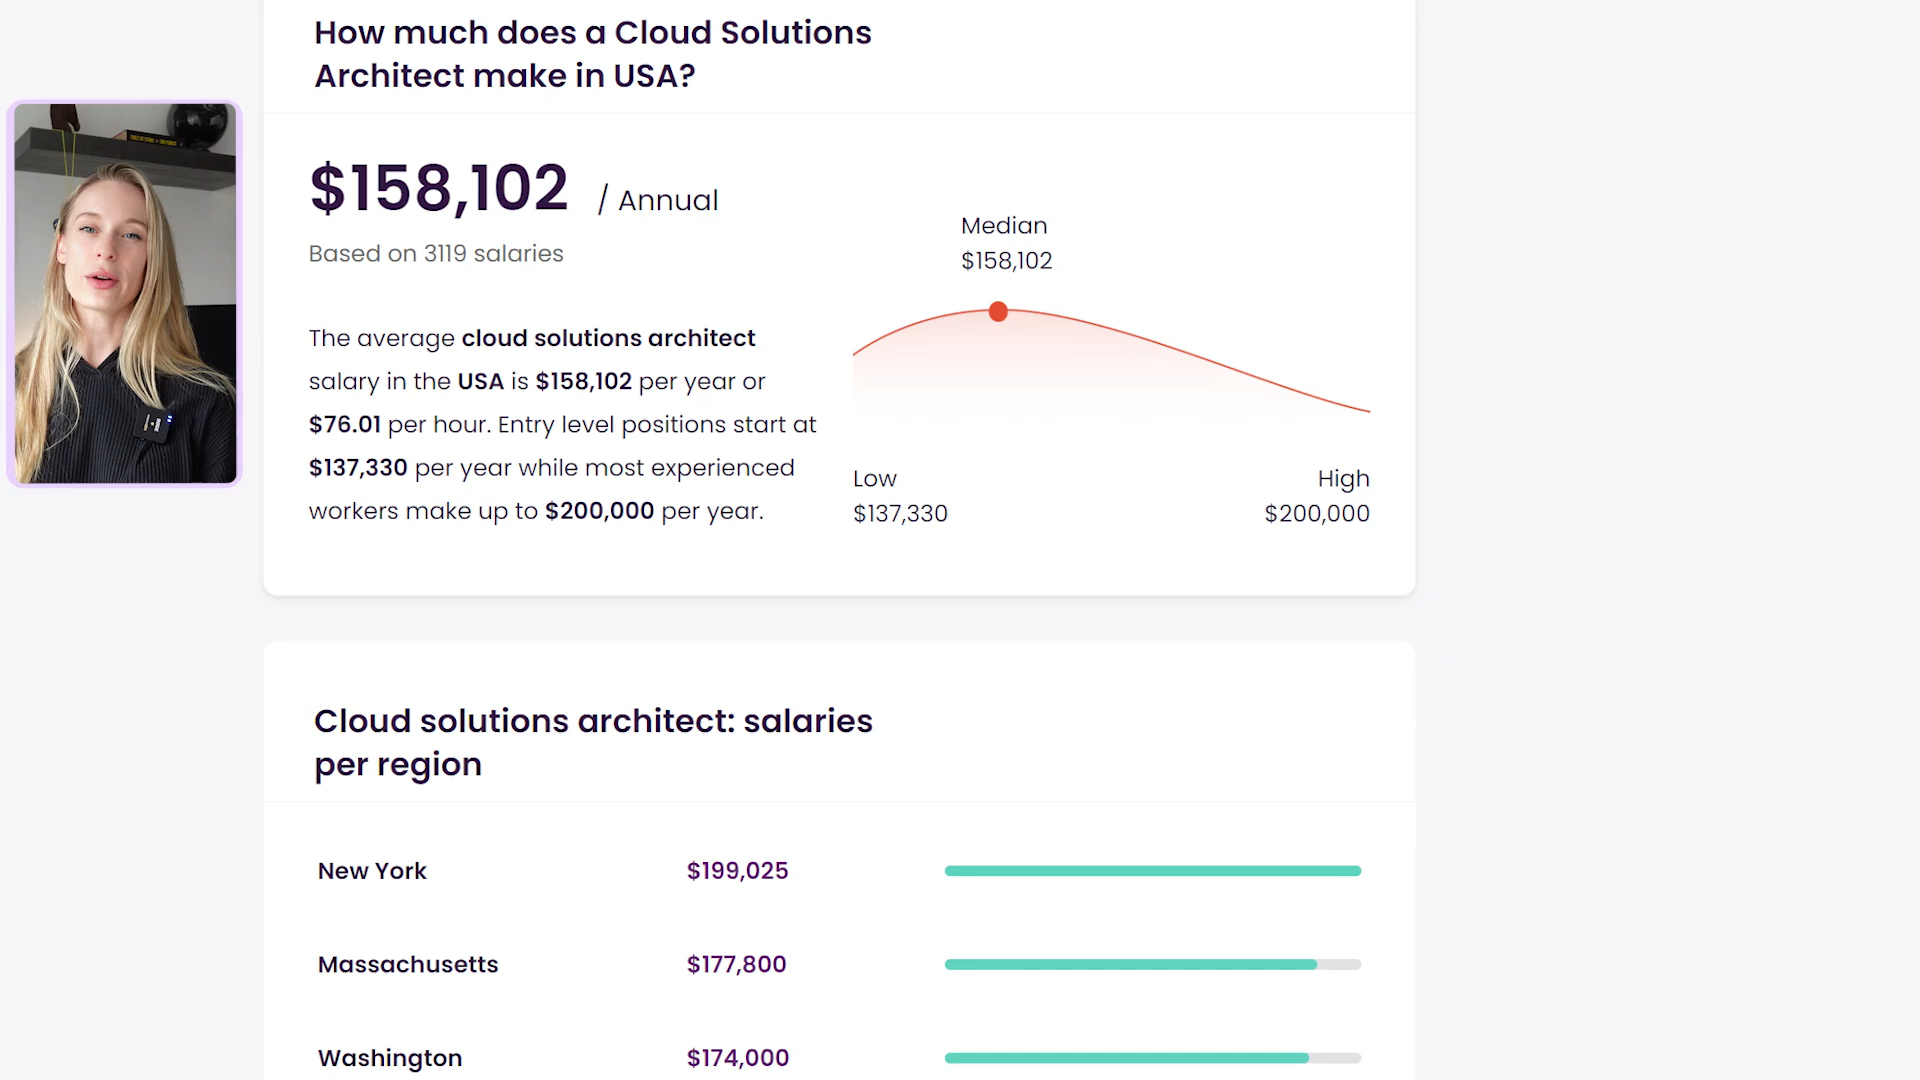 How much does a Cloud Solutions
Architect make in USA?
$158,102 / Annual
Based on 3119 salaries
The average cloud solutions architect
salary in the USA is $158,102 per year or
$76.01 per hour. Entry level positions start at
$137,330 per year while most experienced
workers make up to $200,000 per year.
Median
$158,102
Low
$137,330
High
$200,000
Cloud solutions architect: salaries
per region
New York $199,025
Massachusetts $177,800
Washington $174,000